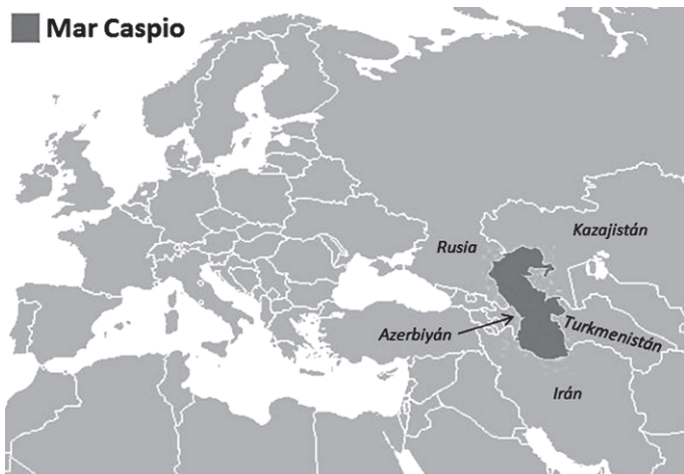 Mar Caspio
Rusia
Kazajistán
Azerbiyán
Turkmenistán
Irán